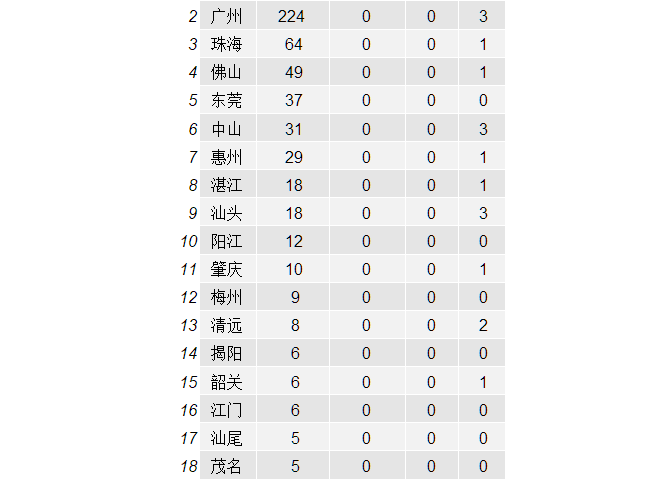 2 广州 224 0 0 3
3 珠海 64 0 0 1
4 佛山 49 0 0 1
5 东莞 37 0 0 0
6 中山 31 0 0 3
7 惠州 29 0 0 1
8 湛江 18 0 0 1
9 汕头 18 0 0 3
10 阳江 12 0 0 0
11 肇庆 10 0 0 1
12 梅州 9 0 0 0
13 清远 8 0 0 2
14 揭阳 6 0 0 0
15 韶关 6 0 0 1
16 江门 6 0 0 0
17 汕尾 5 0 0 0
18 茂名 5 0 0 0